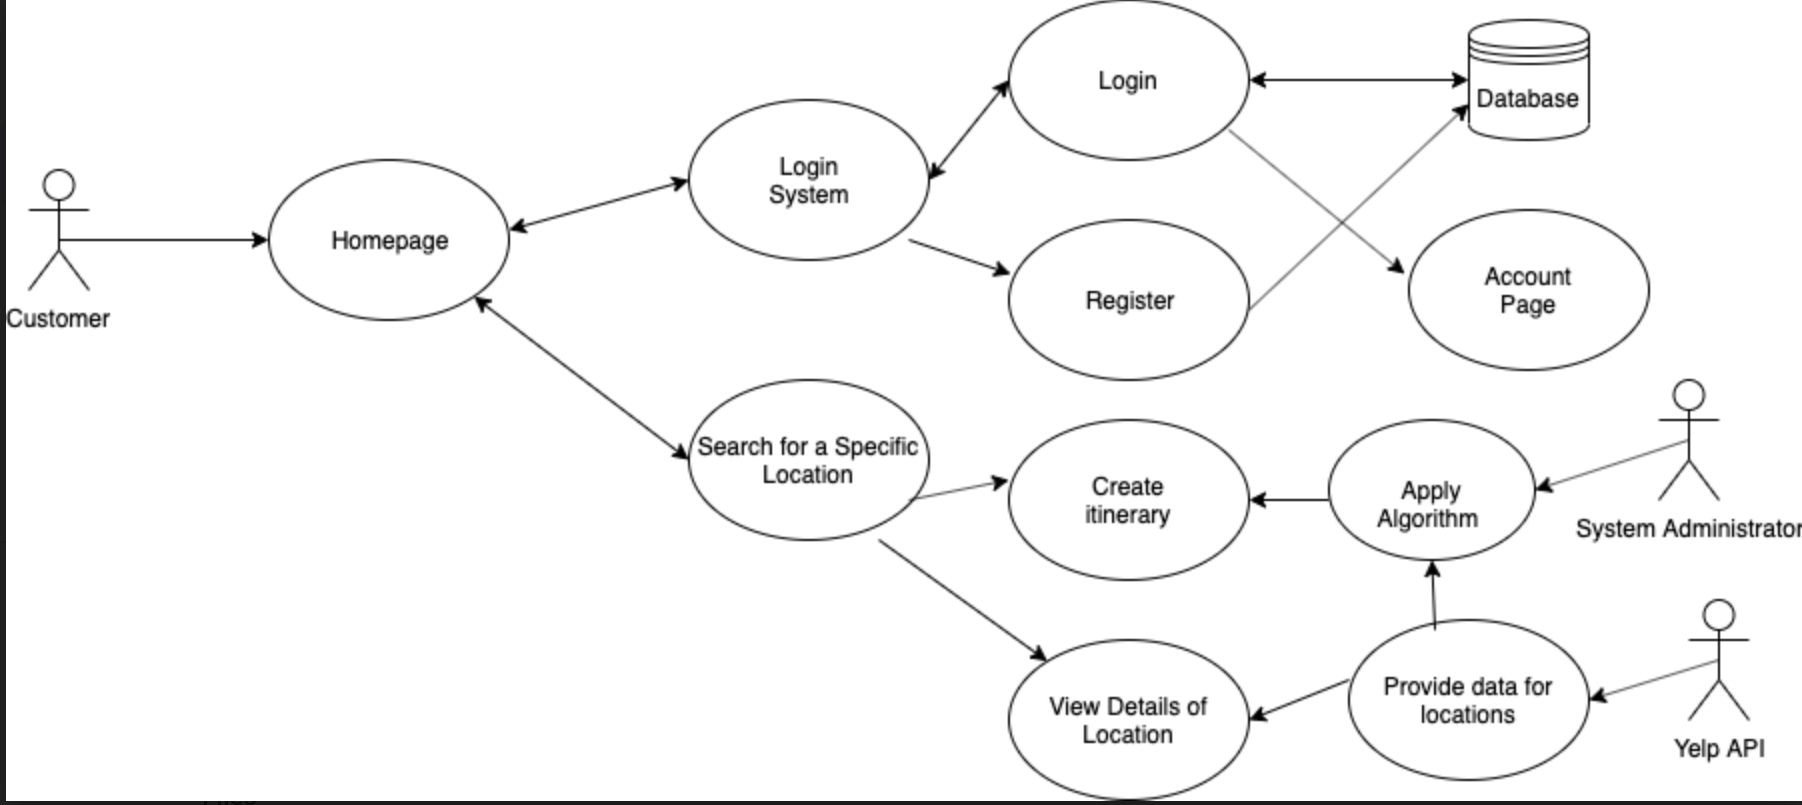 Customer
Homepage
Login
System
Login
Database
Register
Account
Page
Search for a Specific
Location
Create
itinerary
Apply
Algorithm
System Administrator
View Details of
Location
Provide data for
locations
Yelp API